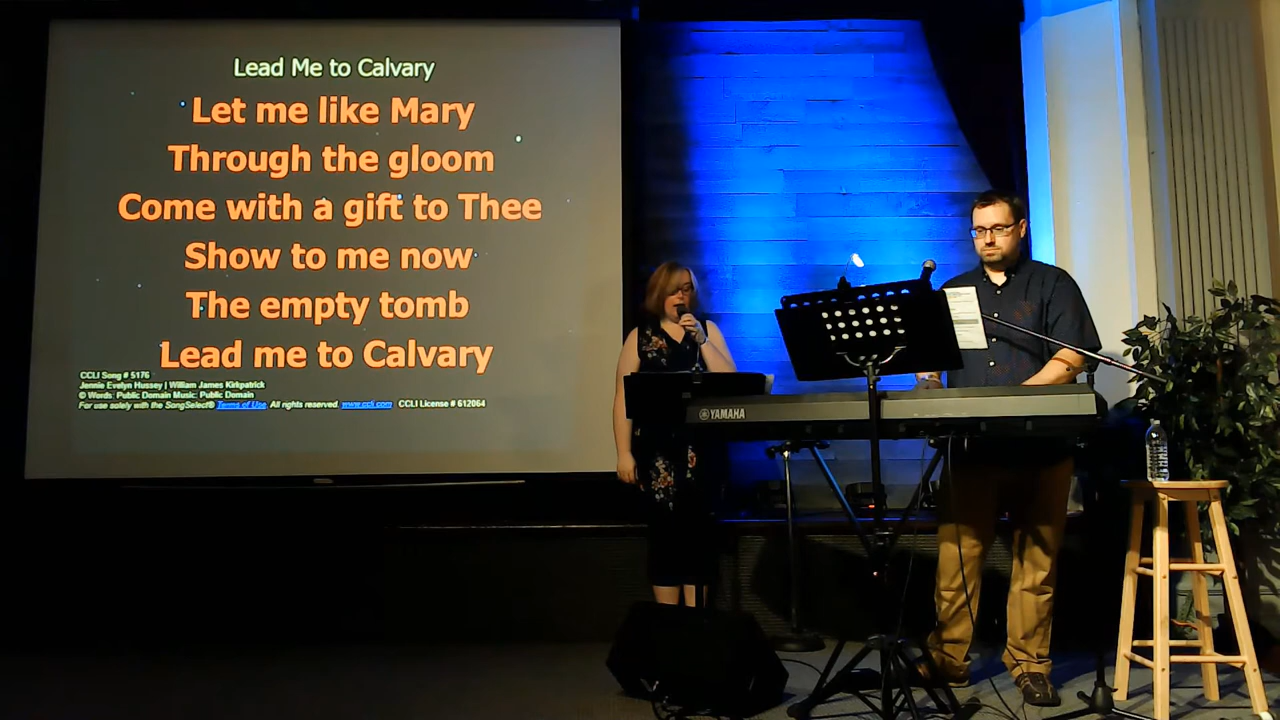 Lead Me to Calvary
Let me like Mary
Through the gloom
Come with a gift to Thee
Show to me now
The empty tomb
Lead me to Calvary
CCLI Song # 5176
Jennie Evelyn Hussey | William James Kirkpatrick
© Words: Public Domain Music: Public Domain
For use solely with the SongSelect® Terms of Use. All rights reserved. www.ccli.com CCLI License # 612064
YAMAHA